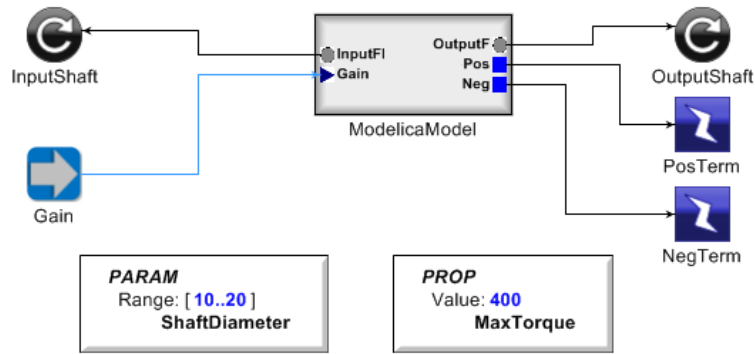 InputShaft
InputFl
Gain
OutputF
Pos
Neg
ModelicaModel
OutputShaft
PosTerm
Gain
NegTerm
PARAM
Range: [ 10..20 ]
ShaftDiameter
PROP
Value: 400
MaxTorque